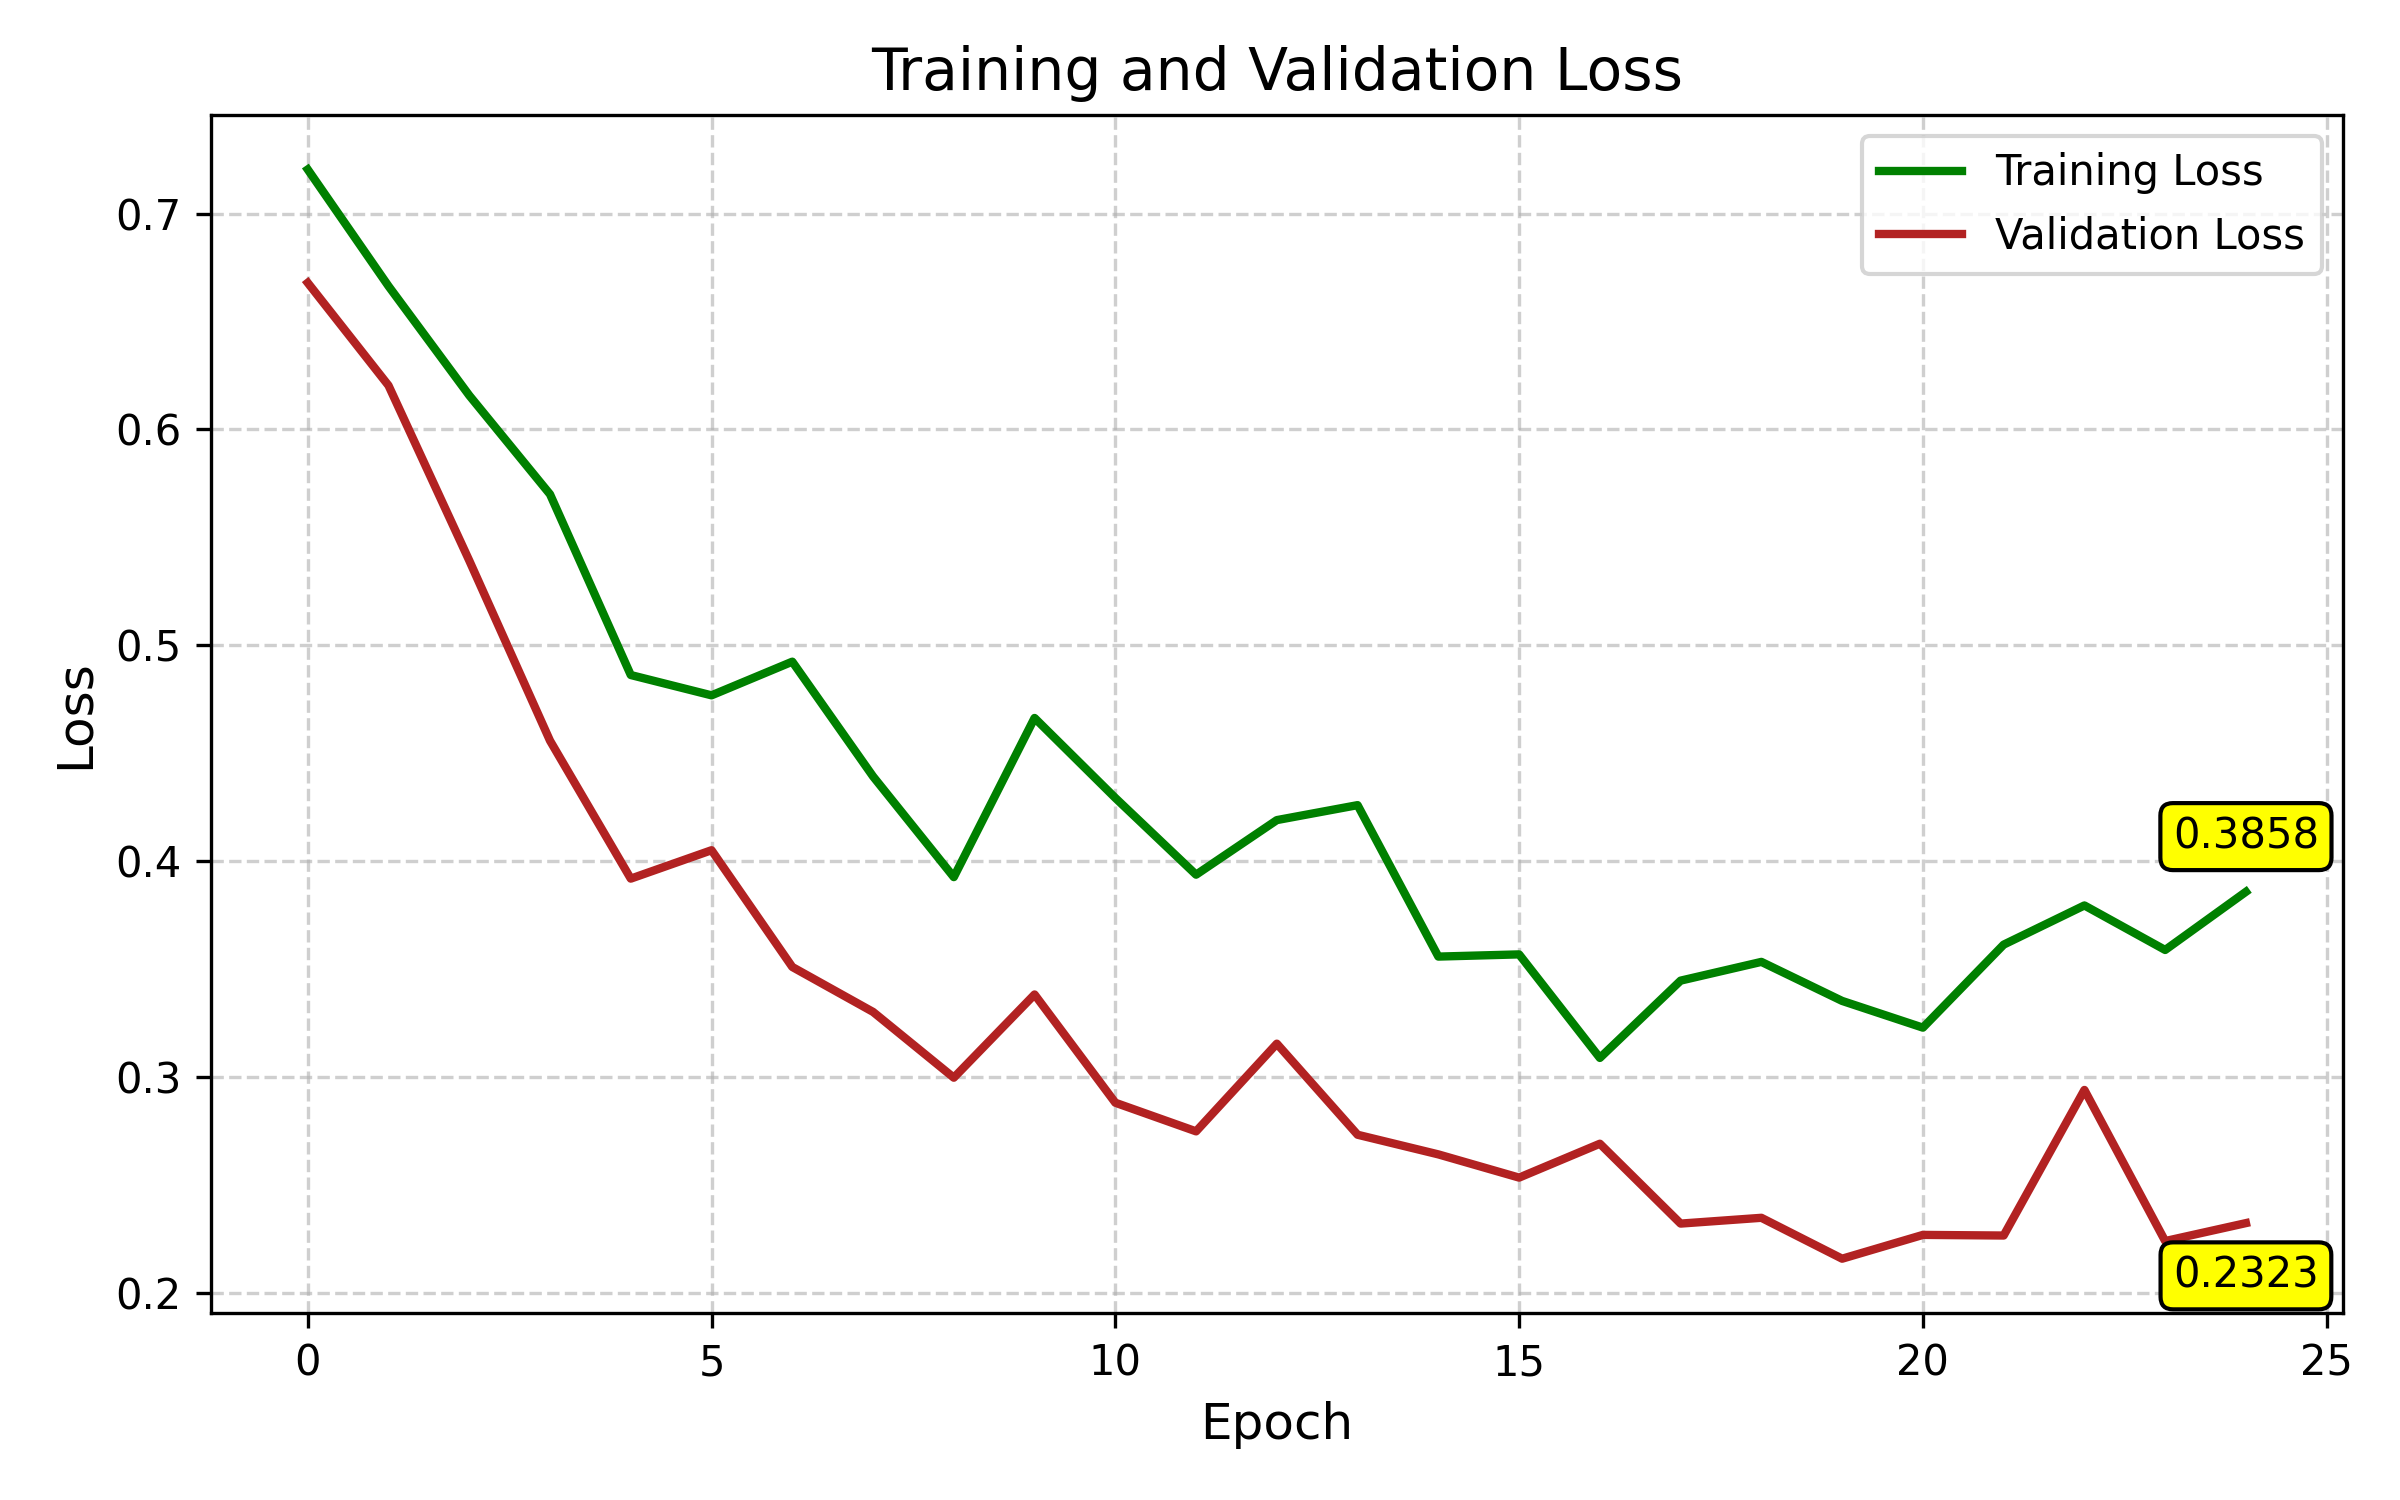 Training and Validation Loss
Training Loss
Validation Loss
0.7
0.6
0.5
0.4
0.3
0.2
Loss
0.3858
0.2323
0 5 10 15 20 25
Epoch